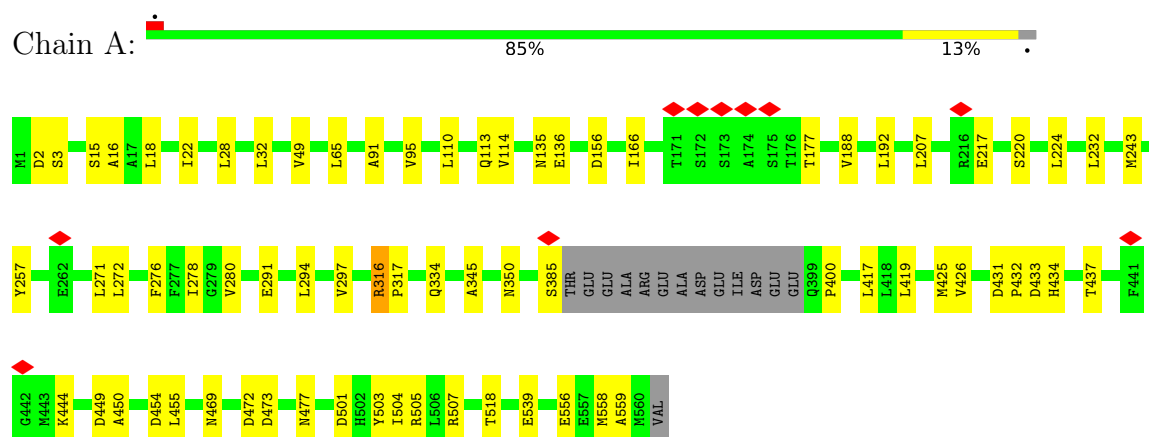 Chain A:
85% 13%
M1 D2 S3 S15 A16 A17 L18 I22 L28 L32 V49 L65 A91 V95 L110 Q113 V114 N135 E136 D156 I166 T171 S172 S173 A174 S175 T176 T177 V188 L192 L207 R216 E217 S220 L224 L232 M243
Y257 E262 L271 L272 F276 F277 I278 G279 V280 E291 L294 V297 R316 P317 Q334 A345 N350 S385 THR GLU GLU ALA ARG GLU ALA ASP GLU ILE ASP GLU GLU Q399 P400 L417 L418 L419 M425 V426 D431 P432 D433 H434 T437 F441
G442 M443 K444 D449 A450 D454 L455 N469 D472 D473 N477 D501 H502 Y503 I504 R505 L506 R507 T518 E539 E556 E557 M558 A559 M560 VAL